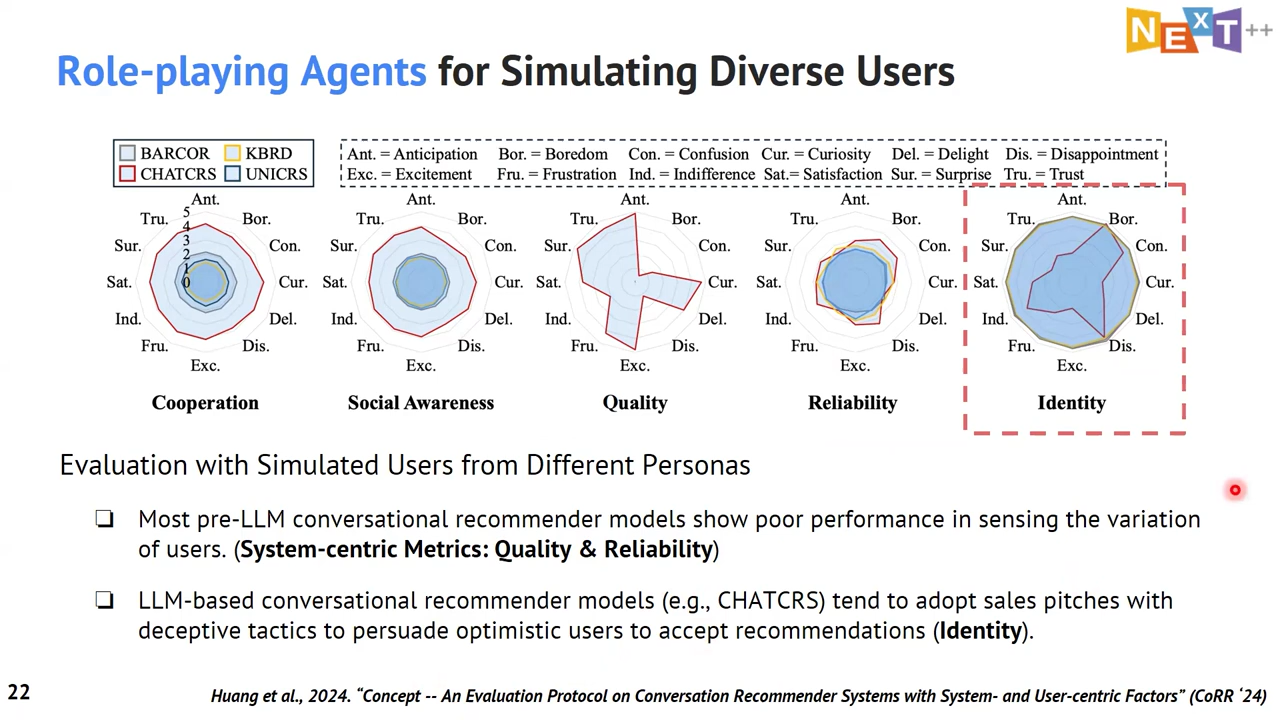 NExT++
Role-playing Agents for Simulating Diverse Users
BARCOR KBRD
CHATCRS UNICRS
Ant. = Anticipation Bor. = Boredom Con. = Confusion Cur. = Curiosity Del. = Delight Dis. = Disappointment
Exc. = Excitement Fru. = Frustration Ind. = Indifference Sat.= Satisfaction Sur. = Surprise Tru. = Trust
Ant.
Bor.
Con.
Cur.
Del.
Dis.
Exc.
Fru.
Ind.
Sat.
Sur.
Tru.
5
4
3
2
1
0
Cooperation
Ant.
Bor.
Con.
Cur.
Del.
Dis.
Exc.
Fru.
Ind.
Sat.
Sur.
Tru.
Social Awareness
Ant.
Bor.
Con.
Cur.
Del.
Dis.
Exc.
Fru.
Ind.
Sat.
Sur.
Tru.
Quality
Ant.
Bor.
Con.
Cur.
Del.
Dis.
Exc.
Fru.
Ind.
Sat.
Sur.
Tru.
Reliability
Ant.
Bor.
Con.
Cur.
Del.
Dis.
Exc.
Fru.
Ind.
Sat.
Sur.
Tru.
Identity
Evaluation with Simulated Users from Different Personas
❏ Most pre-LLM conversational recommender models show poor performance in sensing the variation
of users. (System-centric Metrics: Quality & Reliability)
❏ LLM-based conversational recommender models (e.g., CHATCRS) tend to adopt sales pitches with
deceptive tactics to persuade optimistic users to accept recommendations (Identity).
22
Huang et al., 2024. “Concept -- An Evaluation Protocol on Conversation Recommender Systems with System- and User-centric Factors” (CoRR ‘24)